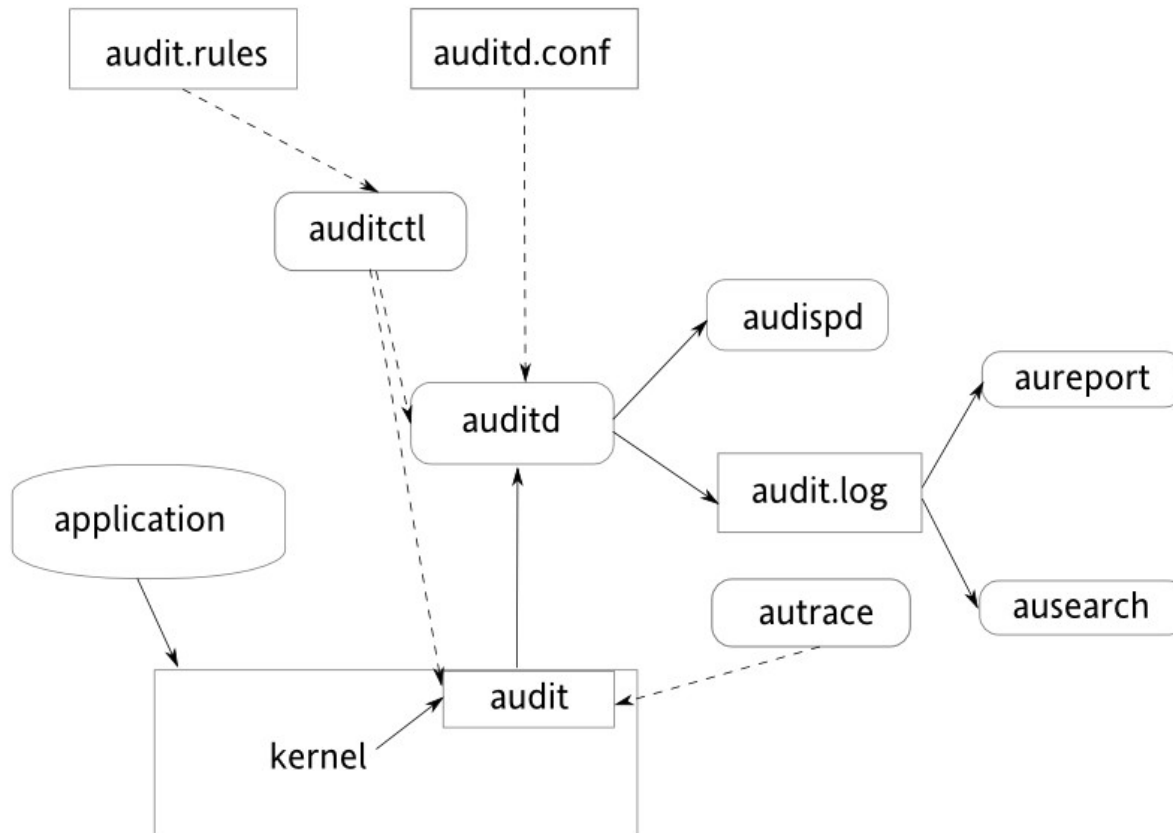 audit.rules
auditd.conf
auditctl
audispd
aureport
auditd
audit.log
application
autrace
ausearch
audit
kernel